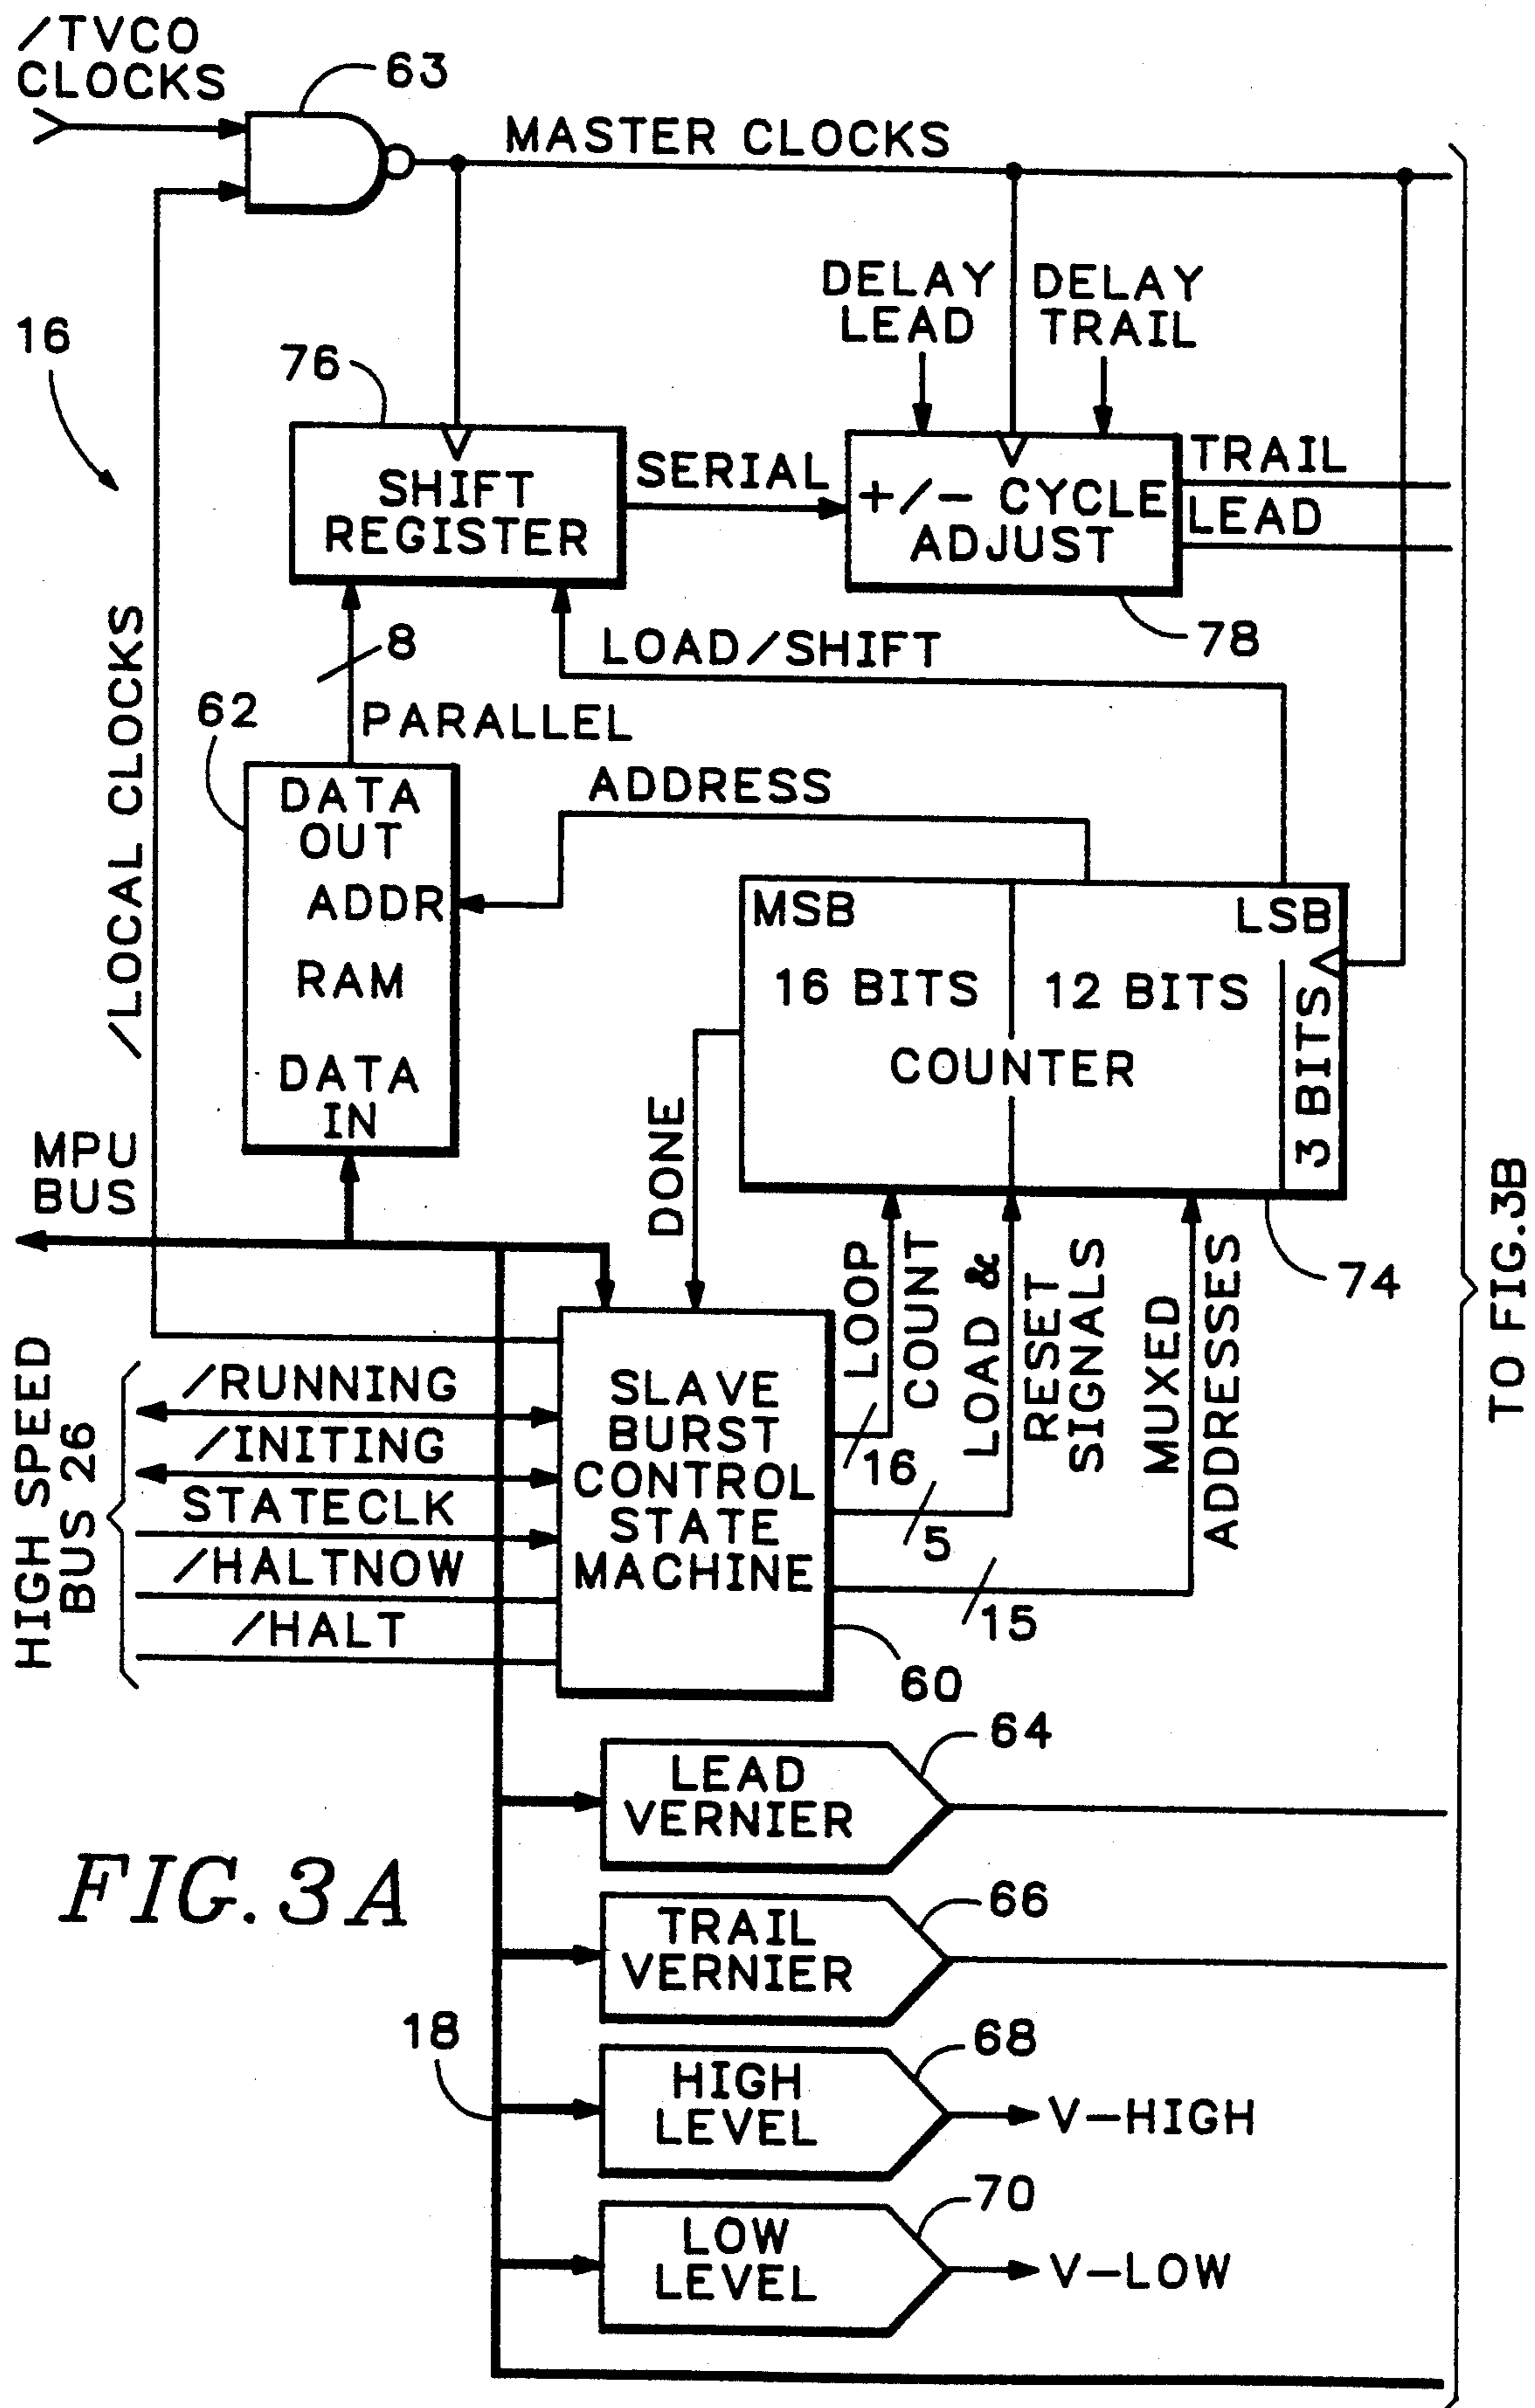 /TVCO
CLOCKS
63
MASTER CLOCKS
DELAY
LEAD
DELAY
TRAIL
16
76
SHIFT
REGISTER
SERIAL
+/- CYCLE
ADJUST
TRAIL
LEAD
78
8
LOAD/SHIFT
PARALLEL
62
/LOCAL CLOCKS
DATA
OUT
ADDR
RAM
DATA
IN
ADDRESS
MSB
LSB
16 BITS
12 BITS
3 BITS
COUNTER
74
MPU
BUS
DONE
LOOP
COUNT
LOAD &
RESET
SIGNALS
MUXED
ADDRESSES
TO FIG.3B
HIGH SPEED
BUS 26
/RUNNING
/INITING
STATECLK
/HALTNOW
/HALT
SLAVE
BURST
CONTROL
STATE
MACHINE
16
5
15
60
LEAD
VERNIER
64
TRAIL
VERNIER
66
FIG. 3A
18
HIGH
LEVEL
68
V-HIGH
LOW
LEVEL
70
V-LOW